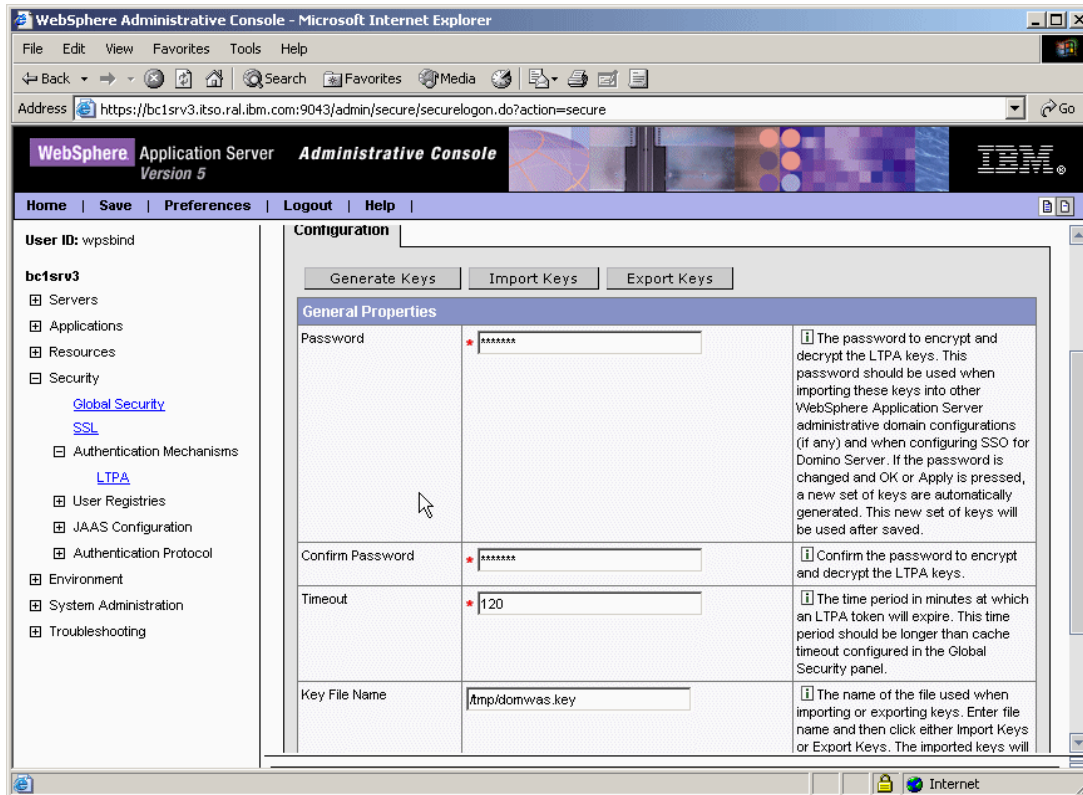 WebSphere Administrative Console - Microsoft Internet Explorer
File Edit View Favorites Tools Help
Back Search Favorites Media
Address https://bc1srv3.itso.ral.ibm.com:9043/admin/secure/securelogon.do?action=secure Go
WebSphere Application Server Administrative Console
Version 5
IBM®
Home | Save | Preferences | Logout | Help |
User ID: wpsbind
bc1srv3
Servers
Applications
Resources
Security
Global Security
SSL
Authentication Mechanisms
LTPA
User Registries
JAAS Configuration
Authentication Protocol
Environment
System Administration
Troubleshooting
Configuration
Generate Keys Import Keys Export Keys
General Properties
Password * *******
i The password to encrypt and
decrypt the LTPA keys. This
password should be used when
importing these keys into other
WebSphere Application Server
administrative domain configurations
(if any) and when configuring SSO for
Domino Server. If the password is
changed and OK or Apply is pressed,
a new set of keys are automatically
generated. This new set of keys will
be used after saved.
Confirm Password * *******
i Confirm the password to encrypt
and decrypt the LTPA keys.
Timeout * 120
i The time period in minutes at which
an LTPA token will expire. This time
period should be longer than cache
timeout configured in the Global
Security panel.
Key File Name /tmp/domwas.key
i The name of the file used when
importing or exporting keys. Enter file
name and then click either Import Keys
or Export Keys. The imported keys will
Internet